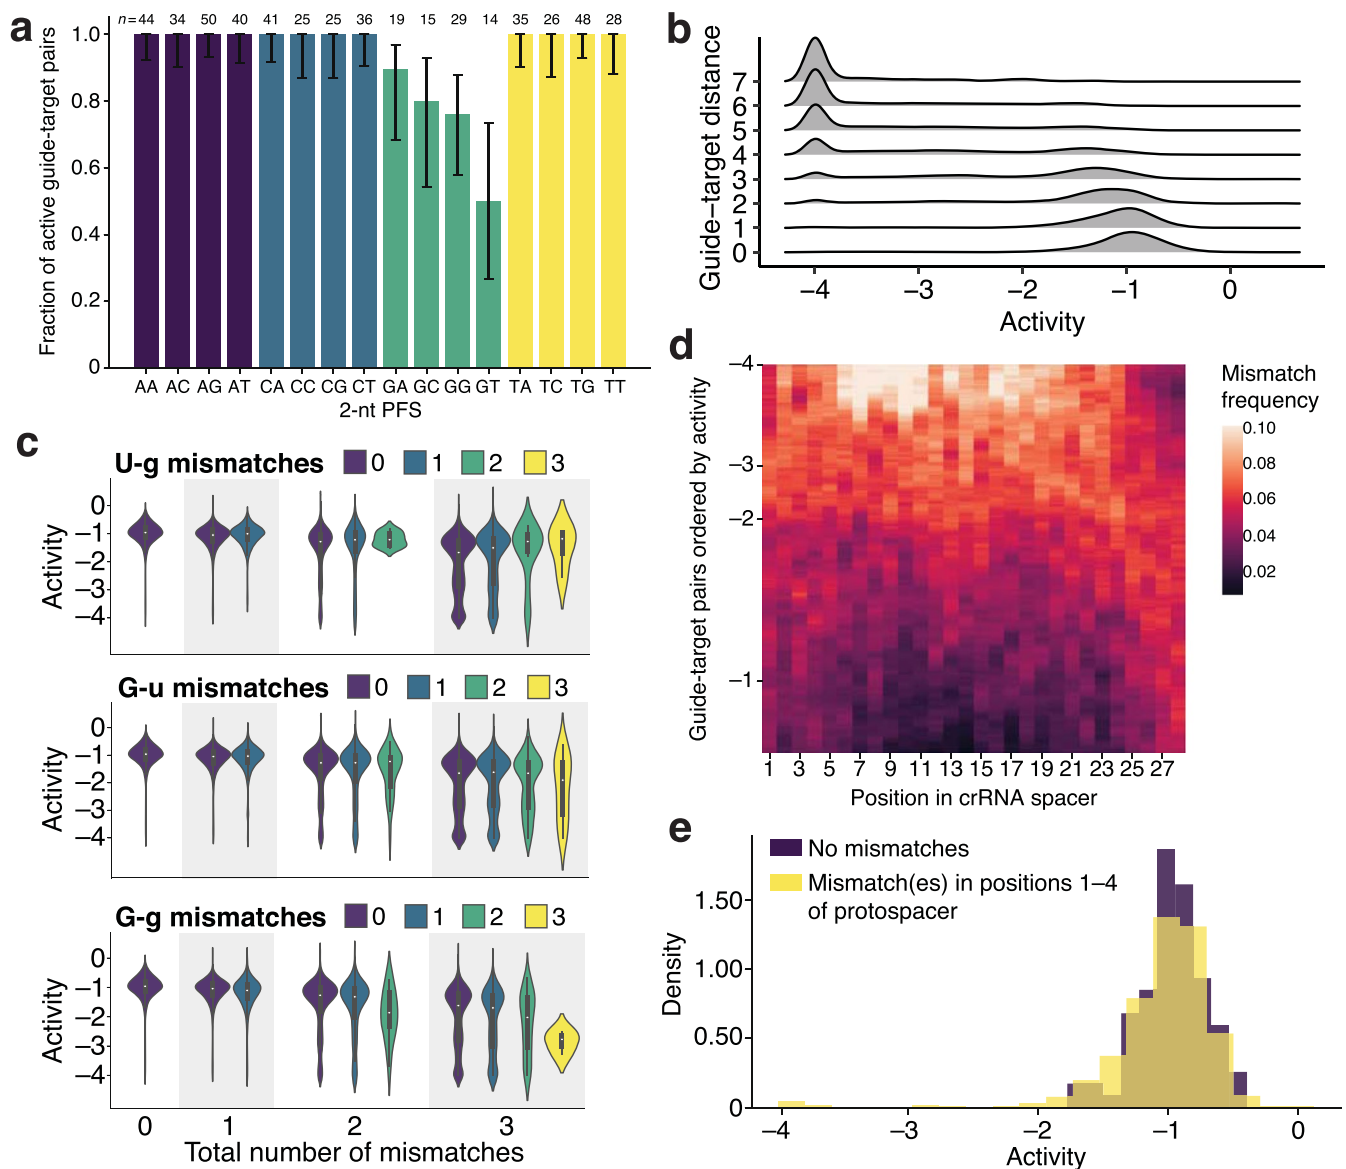 a
n = 44 34 50 40 41 25 25 36 19 15 29 14 35 26 48 28
Fraction of active guide-target pairs
1.0
0.8
0.6
0.4
0.2
0
AA AC AG AT CA CC CG CT GA GC GG GT TA TC TG TT
2-nt PFS
b
Guide–target distance
7
6
5
4
3
2
1
0
–4 –3 –2 –1 0
Activity
c
U-g mismatches 0 1 2 3
Activity
0
–1
–2
–3
–4
G-u mismatches 0 1 2 3
Activity
0
–1
–2
–3
–4
G-g mismatches 0 1 2 3
Activity
0
–1
–2
–3
–4
0 1 2 3
Total number of mismatches
d
Guide-target pairs ordered by activity
–4
–3
–2
–1
1 3 5 7 9 11 13 15 17 19 21 23 25 27
Position in crRNA spacer
Mismatch
frequency
0.10
0.08
0.06
0.04
0.02
e
No mismatches
Mismatch(es) in positions 1–4
of protospacer
Density
1.50
1.00
0.50
0
–4 –3 –2 –1 0
Activity